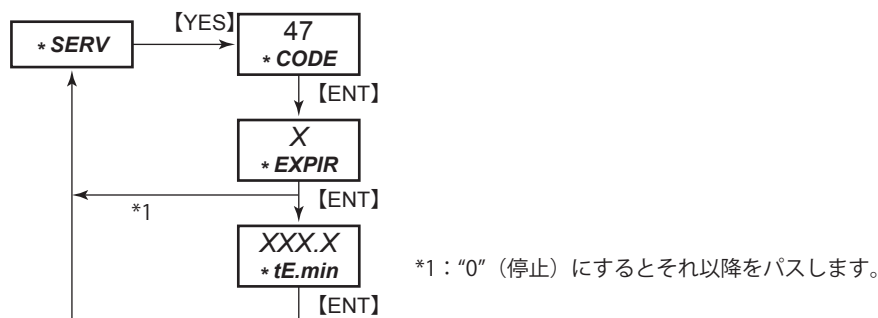 【YES】
* SERV
47
* CODE
【ENT】
X
* EXPIR
*1
【ENT】
XXX.X
* tE.min
*1：“0”（停止）にするとそれ以降をパスします。
【ENT】